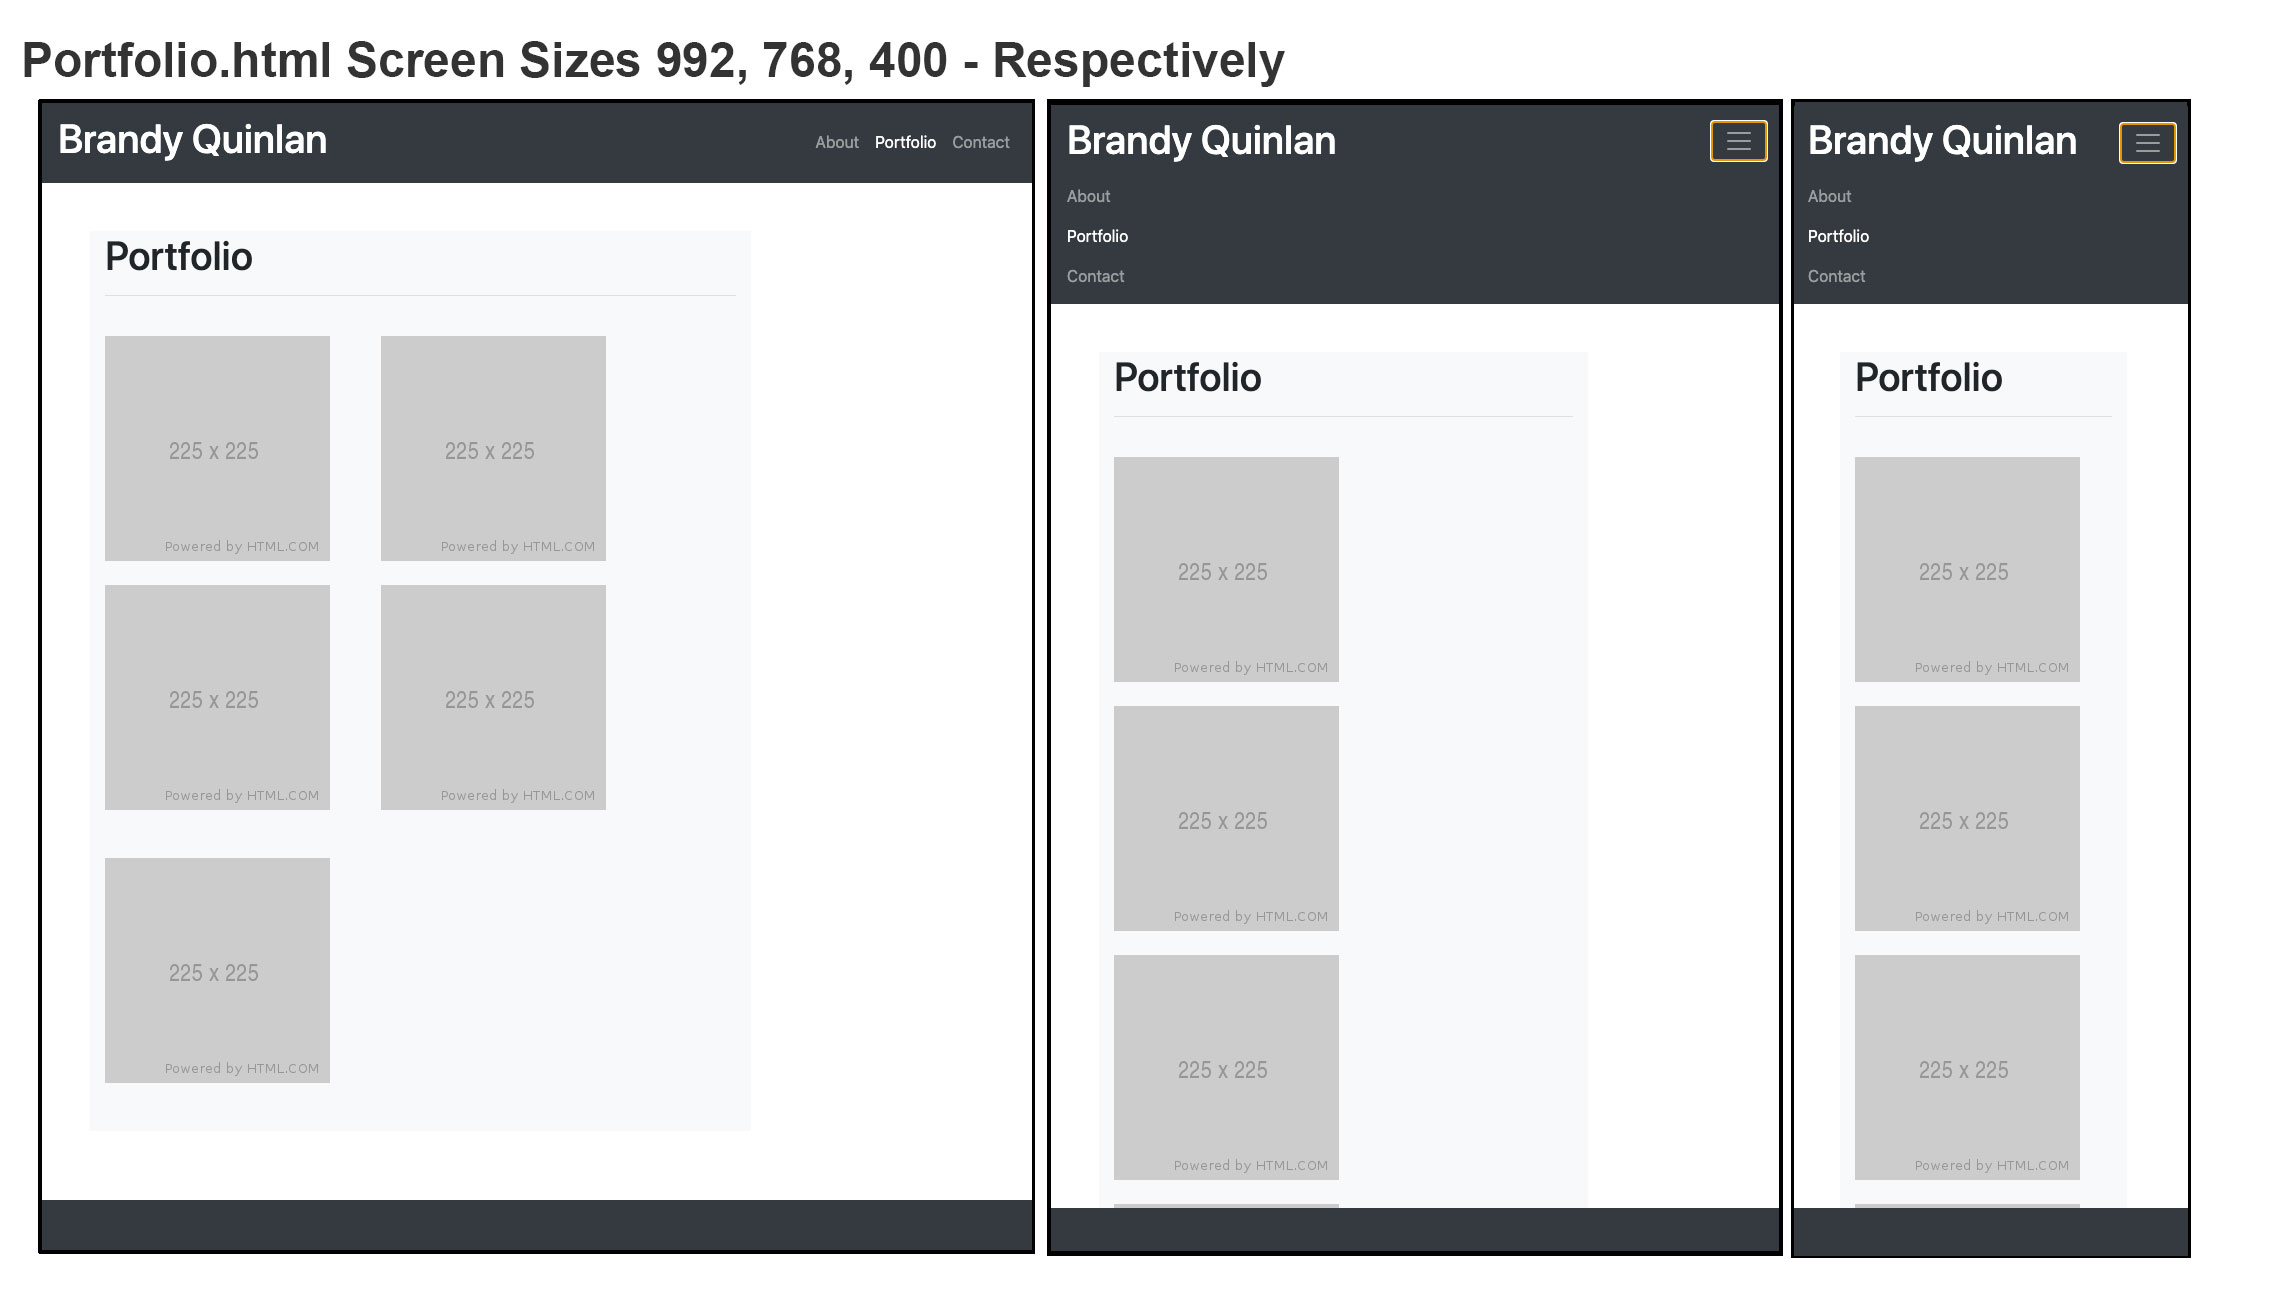 Portfolio.html Screen Sizes 992, 768, 400 - Respectively
Brandy Quinlan
About Portfolio Contact
Portfolio
225 x 225
Powered by HTML.COM
225 x 225
Powered by HTML.COM
225 x 225
Powered by HTML.COM
225 x 225
Powered by HTML.COM
225 x 225
Powered by HTML.COM
Brandy Quinlan
About
Portfolio
Contact
Portfolio
225 x 225
Powered by HTML.COM
225 x 225
Powered by HTML.COM
225 x 225
Powered by HTML.COM
Brandy Quinlan
About
Portfolio
Contact
Portfolio
225 x 225
Powered by HTML.COM
225 x 225
Powered by HTML.COM
225 x 225
Powered by HTML.COM